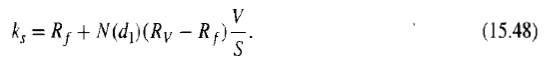 k_s = R_f + N(d_1)(R_V − R_f) V/S. (15.48)